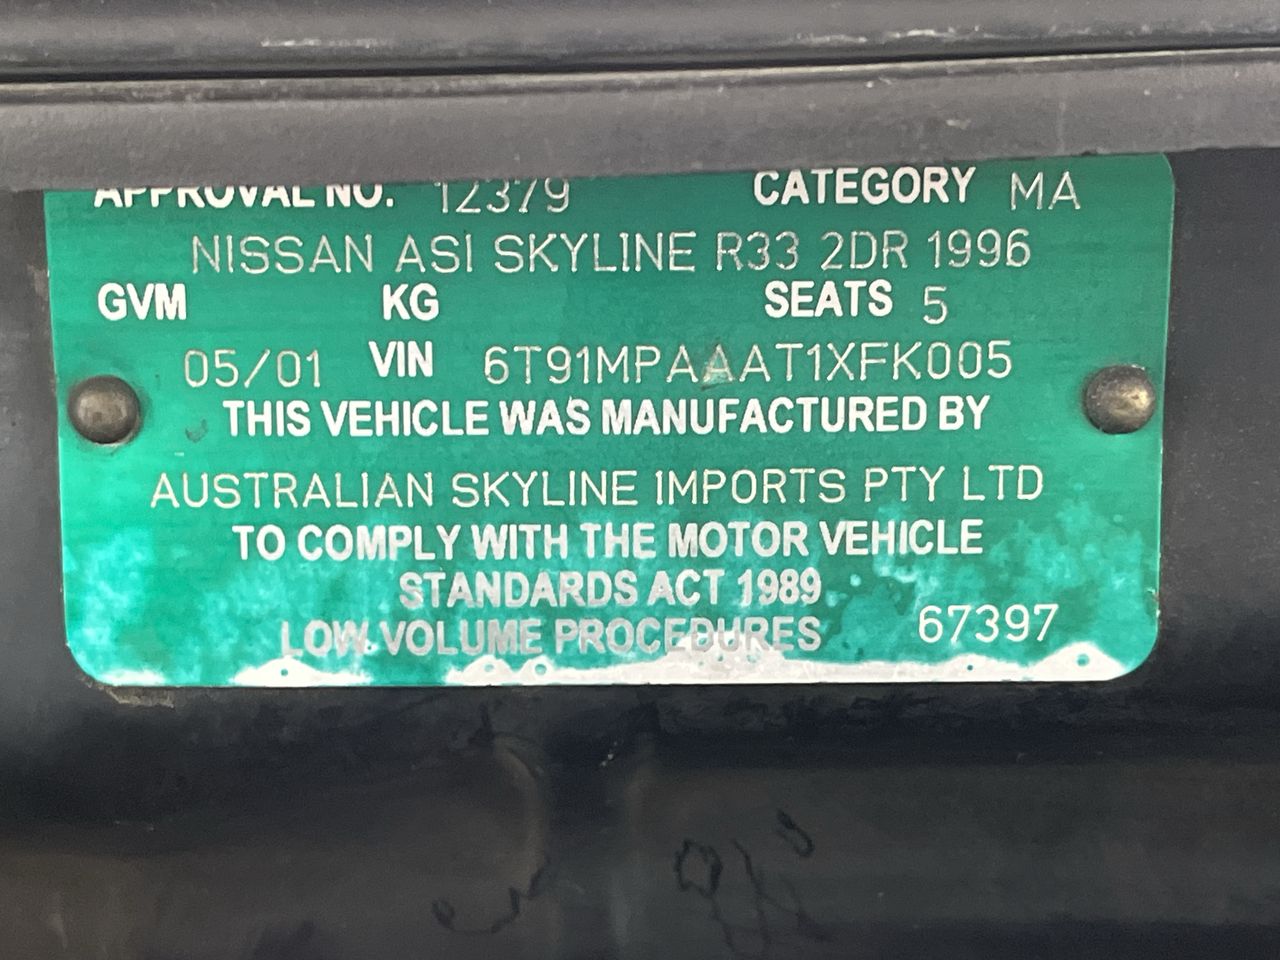 APPROVAL NO. 12379 CATEGORY MA
NISSAN ASI SKYLINE R33 2DR 1996
GVM KG SEATS 5
05/01 VIN 6T91MPAAAAT1XFK005
THIS VEHICLE WAS MANUFACTURED BY
AUSTRALIAN SKYLINE IMPORTS PTY LTD
TO COMPLY WITH THE MOTOR VEHICLE
STANDARDS ACT 1989
LOW VOLUME PROCEDURES 67397